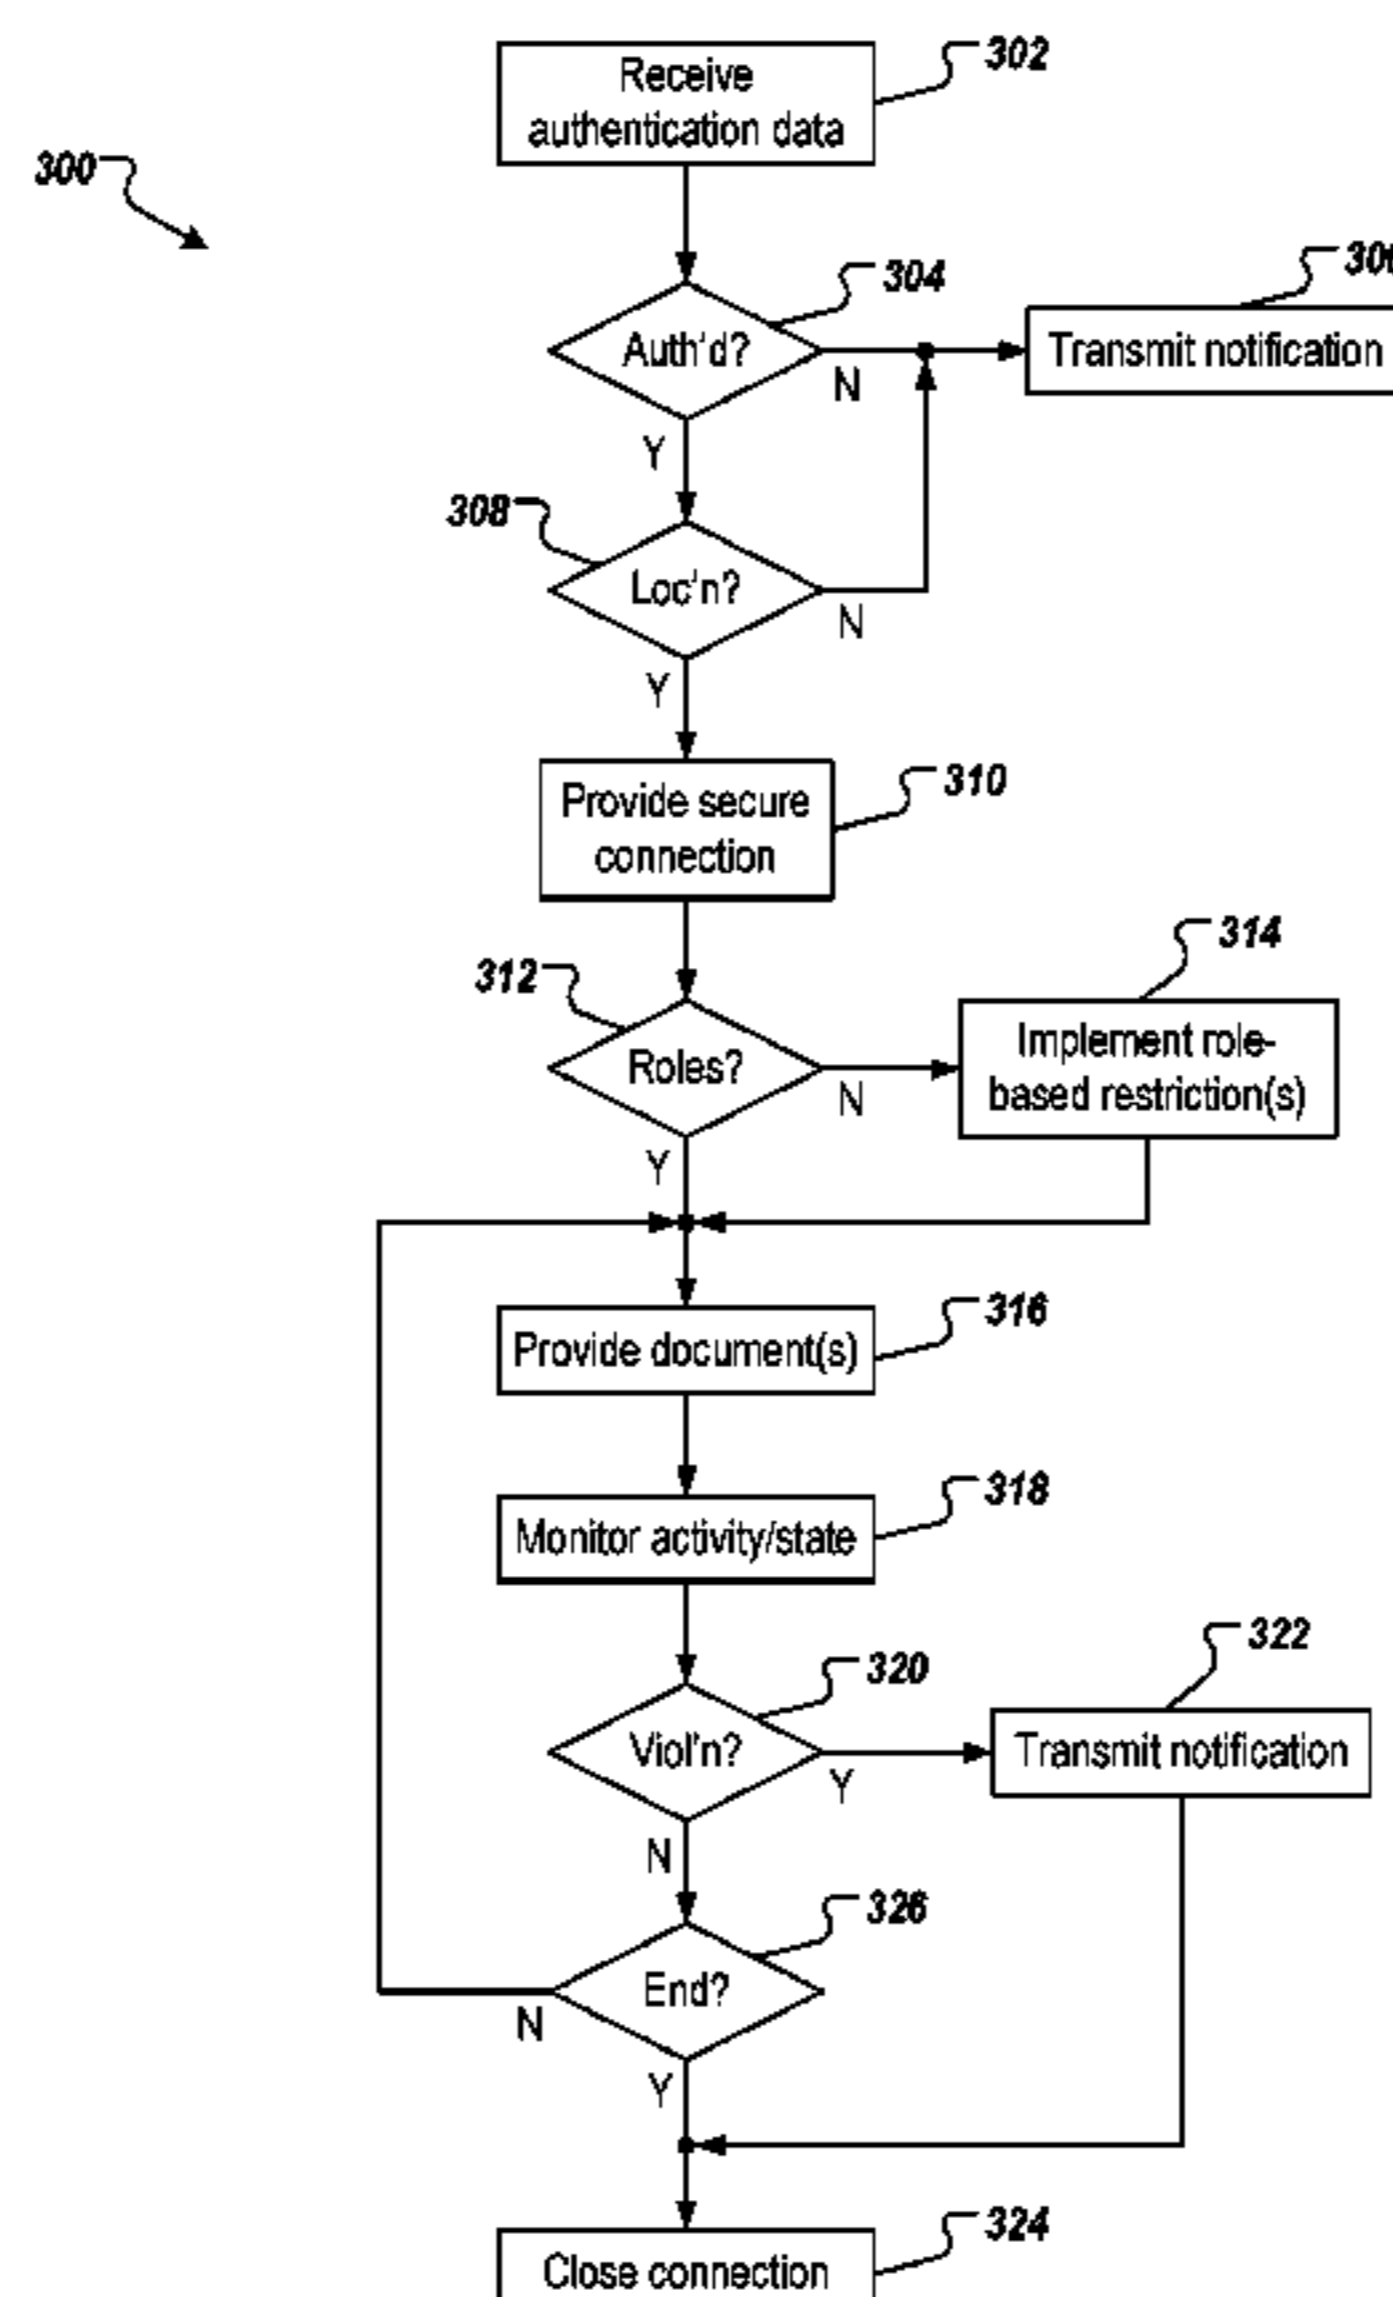 302
Receive
authentication data
300
304
Auth'd?
N
Transmit notification
Y
308
Loc'n?
N
Y
310
Provide secure
connection
314
312
Roles?
N
Implement role-
based restriction(s)
Y
316
Provide document(s)
318
Monitor activity/state
322
320
Viol'n?
Y
Transmit notification
N
326
End?
N
Y
324
Close connection